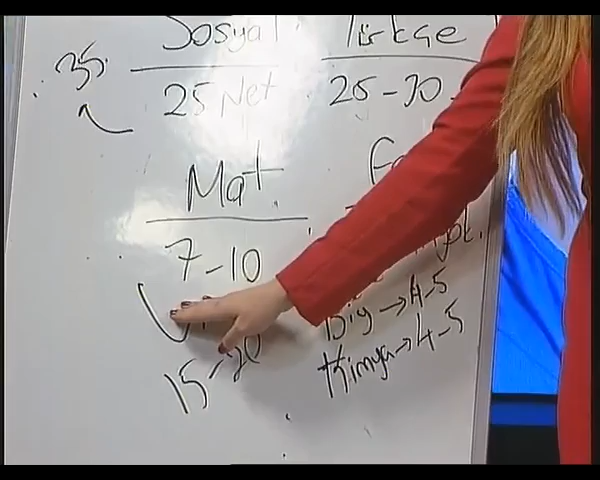 Sosyal
Türkçe
35
25 Net
25-30
Mat
7-10
15-20
Biy → 4-5
Kimya → 4-5